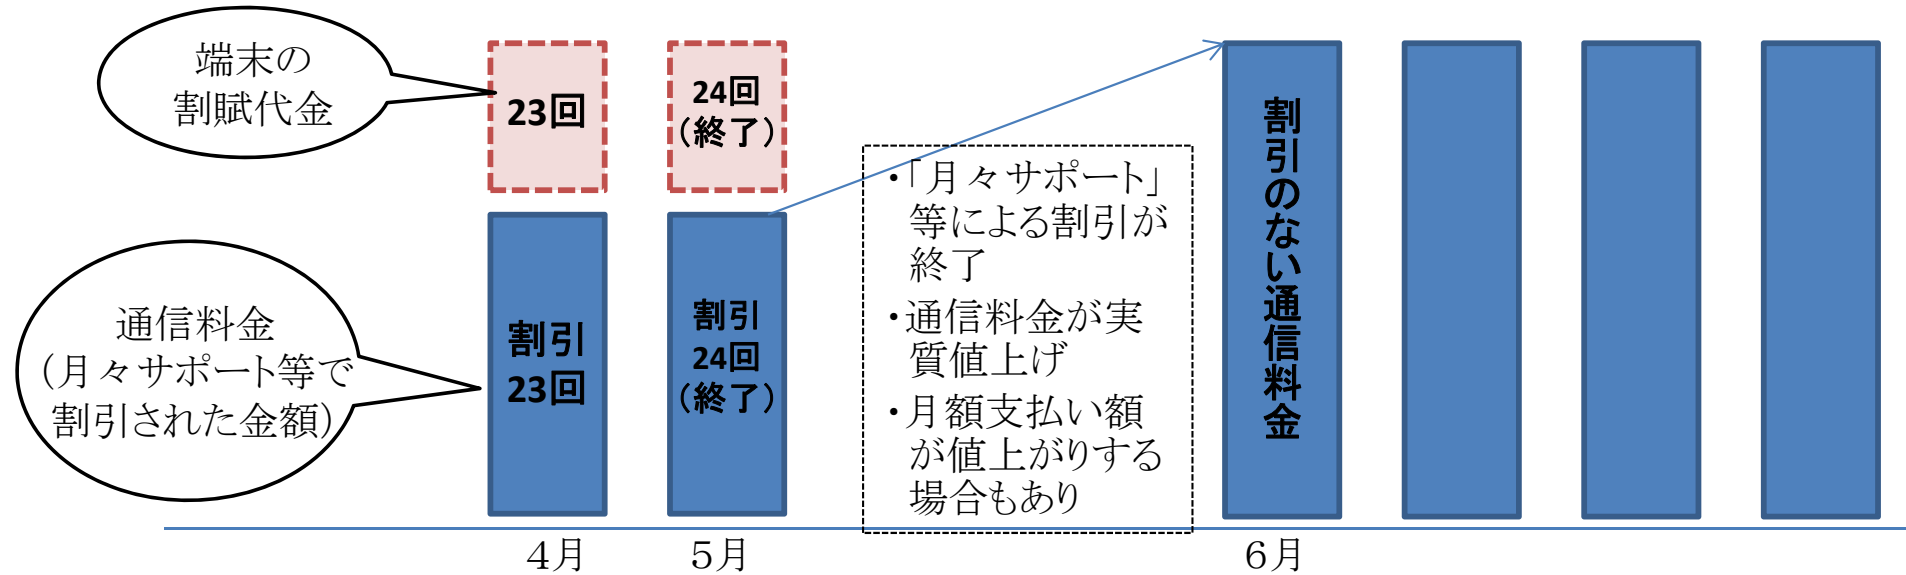 端末の
割賦代金
23回
24回
（終了）
通信料金
（月々サポート等で
割引された金額）
割引
23回
割引
24回
（終了）
・「月々サポート」
等による割引が
終了
・通信料金が実
質値上げ
・月額支払い額
が値上がりする
場合もあり
割引のない通信料金
４月
５月
６月